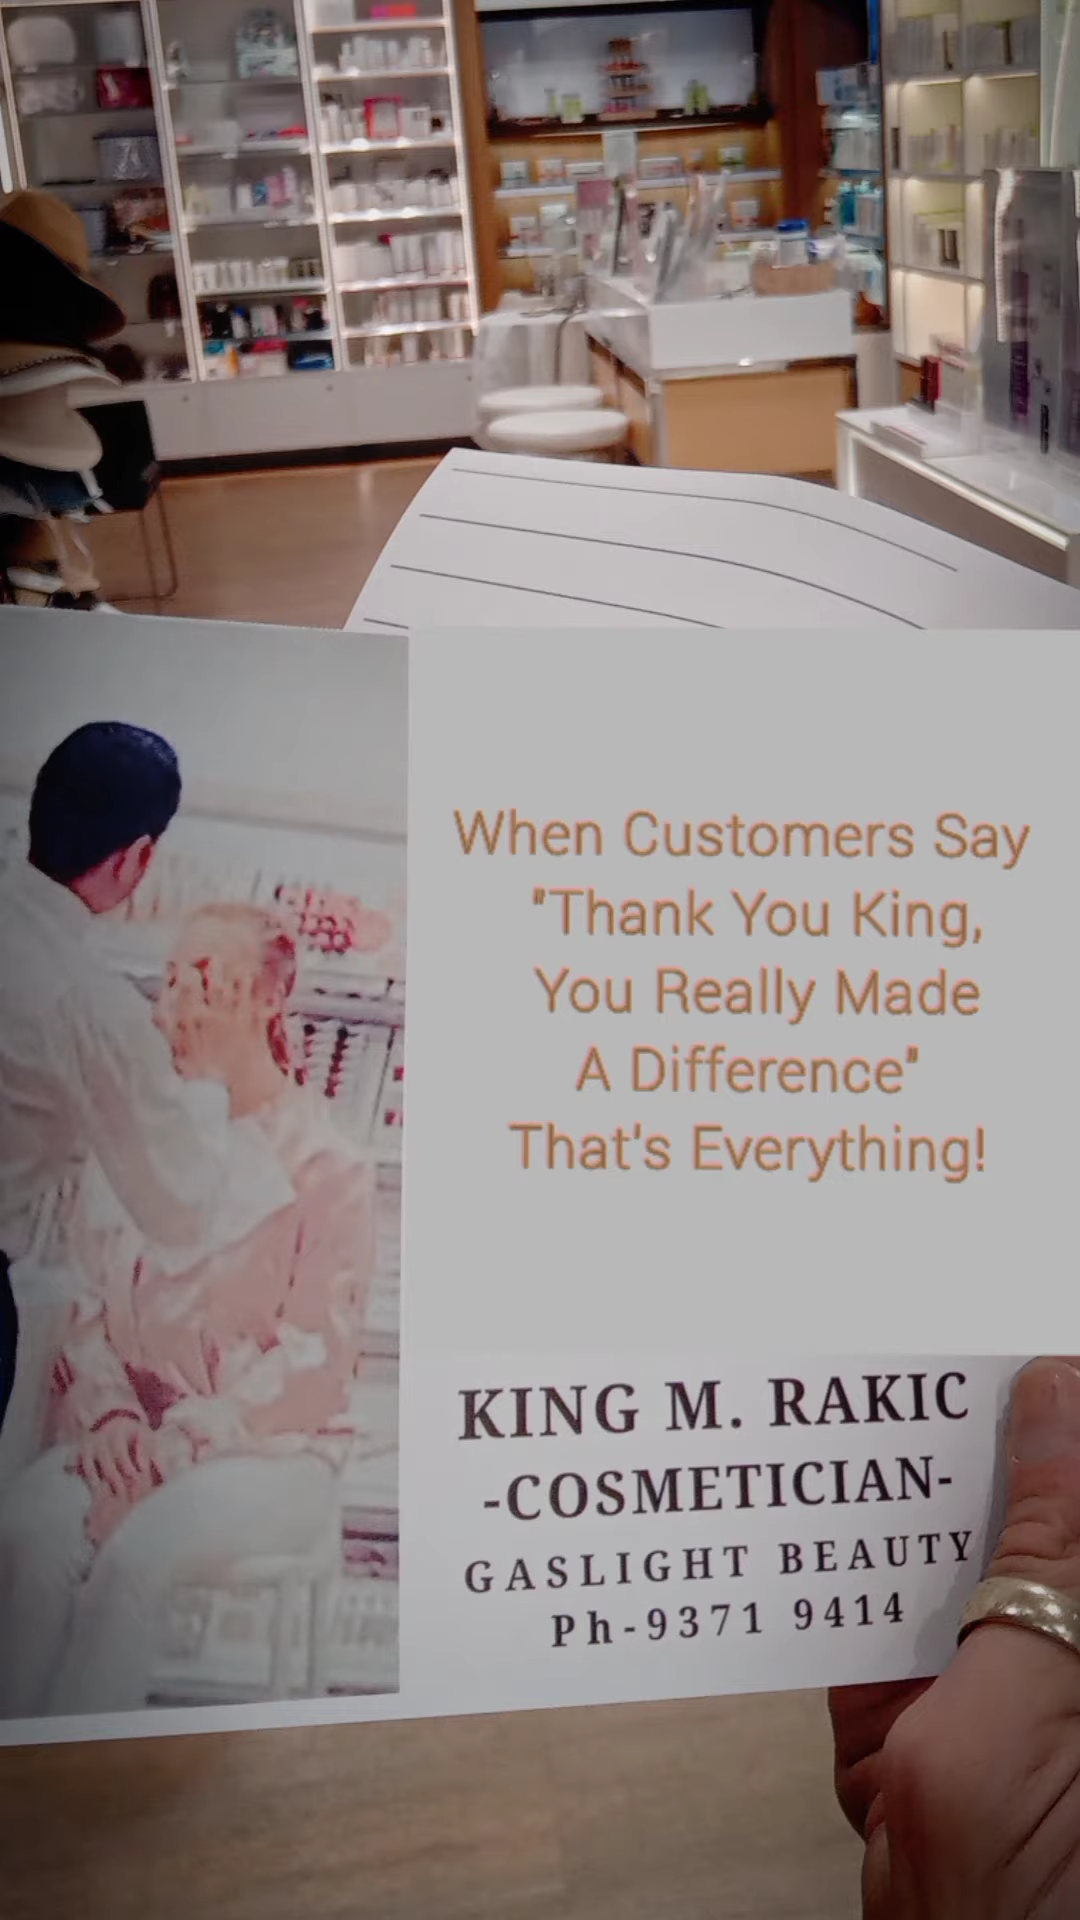 When Customers Say
"Thank You King,
You Really Made
A Difference"
That's Everything!
KING M. RAKIC
-COSMETICIAN-
GASLIGHT BEAUTY
Ph-9371 9414